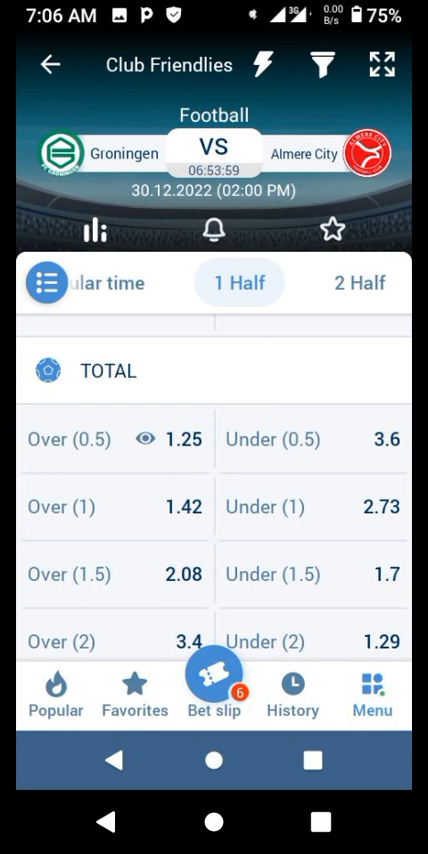 7:06 AM P 3G 0.00 B/s 75%
Club Friendlies
Football
Groningen VS Almere City
06:53:59
30.12.2022 (02:00 PM)
ular time 1 Half 2 Half
TOTAL
Over (0.5) 1.25 Under (0.5) 3.6
Over (1) 1.42 Under (1) 2.73
Over (1.5) 2.08 Under (1.5) 1.7
Over (2) 3.4 Under (2) 1.29
6
Popular Favorites Bet slip History Menu